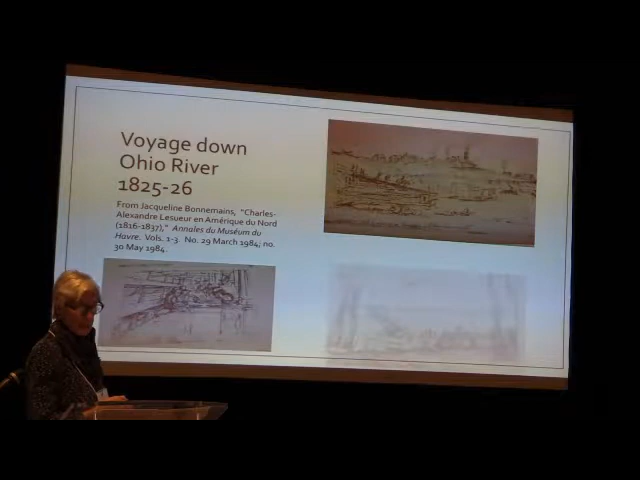 Voyage down
Ohio River
1825-26
From Jacqueline Bonnemains, "Charles-
Alexandre Lesueur en Amérique du Nord
(1816-1837)," Annales du Muséum du
Havre. Vols. 1-3. No. 29 March 1984; no.
30 May 1984.